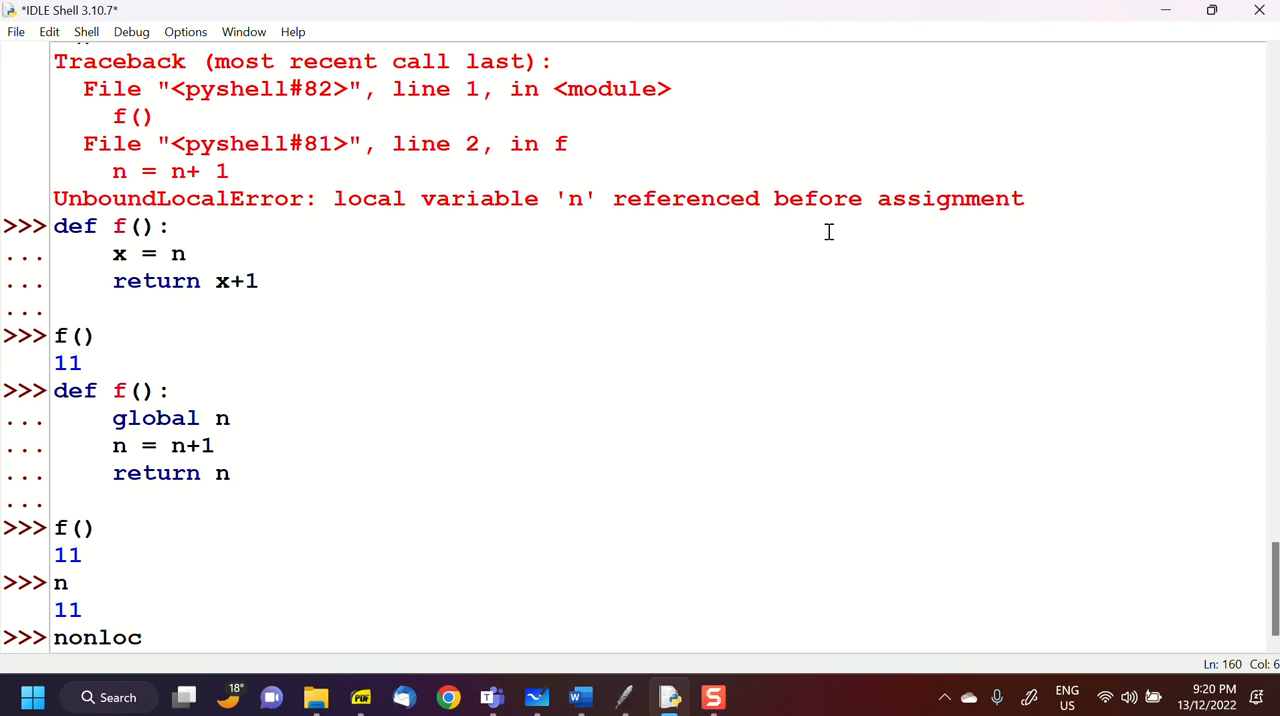 *IDLE Shell 3.10.7*
File Edit Shell Debug Options Window Help
Traceback (most recent call last):
File "<pyshell#82>", line 1, in <module>
f()
File "<pyshell#81>", line 2, in f
n = n+ 1
UnboundLocalError: local variable 'n' referenced before assignment
>>> def f():
... x = n
... return x+1
...
>>> f()
11
>>> def f():
... global n
... n = n+1
... return n
...
>>> f()
11
>>> n
11
>>> nonloc
Ln: 160 Col: 6
Search 18° PDF S ENG US 9:20 PM 13/12/2022